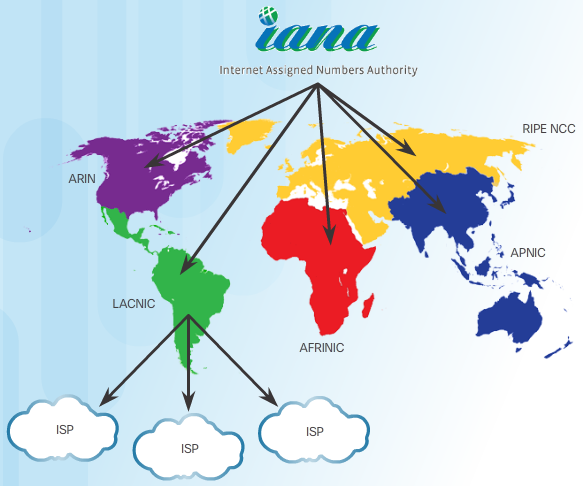 iana
Internet Assigned Numbers Authority
RIPE NCC
ARIN
APNIC
LACNIC
AFRINIC
ISP
ISP
ISP